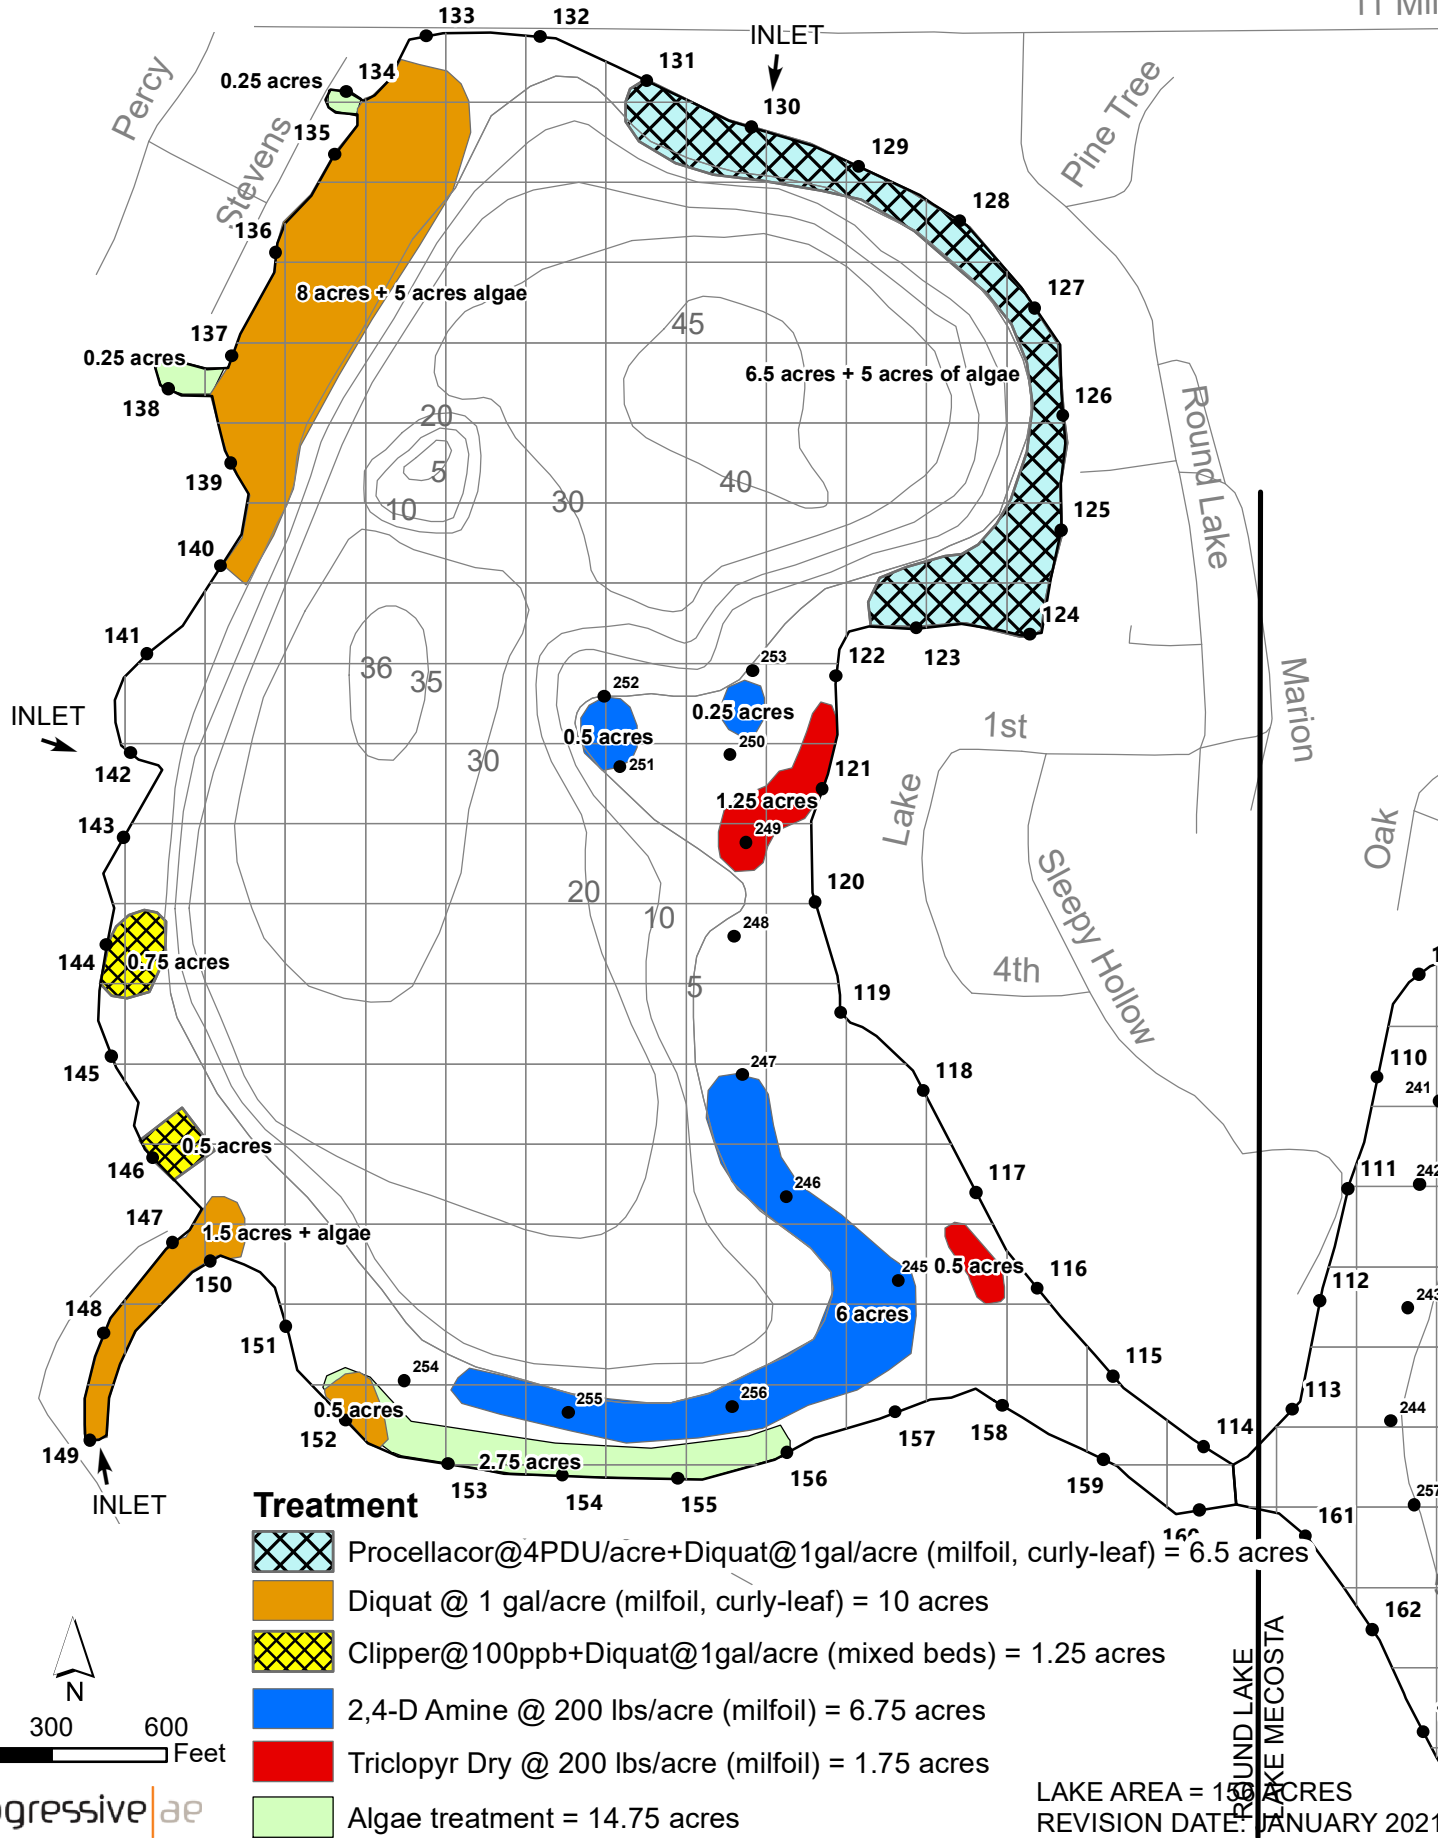 11 Mil
133
132
INLET
131
134
0.25 acres
Percy
130
Pine Tree
135
129
Stevens
128
136
8 acres + 5 acres algae
127
45
137
0.25 acres
6.5 acres + 5 acres of algae
138
126
20
Round Lake
5
139
40
10
30
125
140
124
141
122
123
253
36
35
252
Marion
INLET
0.25 acres
1st
0.5 acres
250
142
30
251
121
1.25 acres
Lake
143
249
Oak
120
20
10
248
Sleepy Hollow
144
0.75 acres
4th
5
119
247
145
118
110
241
0.5 acres
146
117
111
242
246
147
1.5 acres + algae
245
0.5 acres
116
150
112
243
148
6 acres
151
115
254
113
0.5 acres
255
256
244
152
157
158
114
149
2.75 acres
156
159
INLET
153
154
155
257
161
Treatment
Procellacor@4PDU/acre+Diquat@1gal/acre (milfoil, curly-leaf) = 6.5 acres
Diquat @ 1 gal/acre (milfoil, curly-leaf) = 10 acres
162
Clipper@100ppb+Diquat@1gal/acre (mixed beds) = 1.25 acres
N
2,4-D Amine @ 200 lbs/acre (milfoil) = 6.75 acres
300
600
Feet
Triclopyr Dry @ 200 lbs/acre (milfoil) = 1.75 acres
ROUND LAKE
LAKE MECOSTA
gressive ae
Algae treatment = 14.75 acres
LAKE AREA = 156 ACRES
REVISION DATE: JANUARY 2021